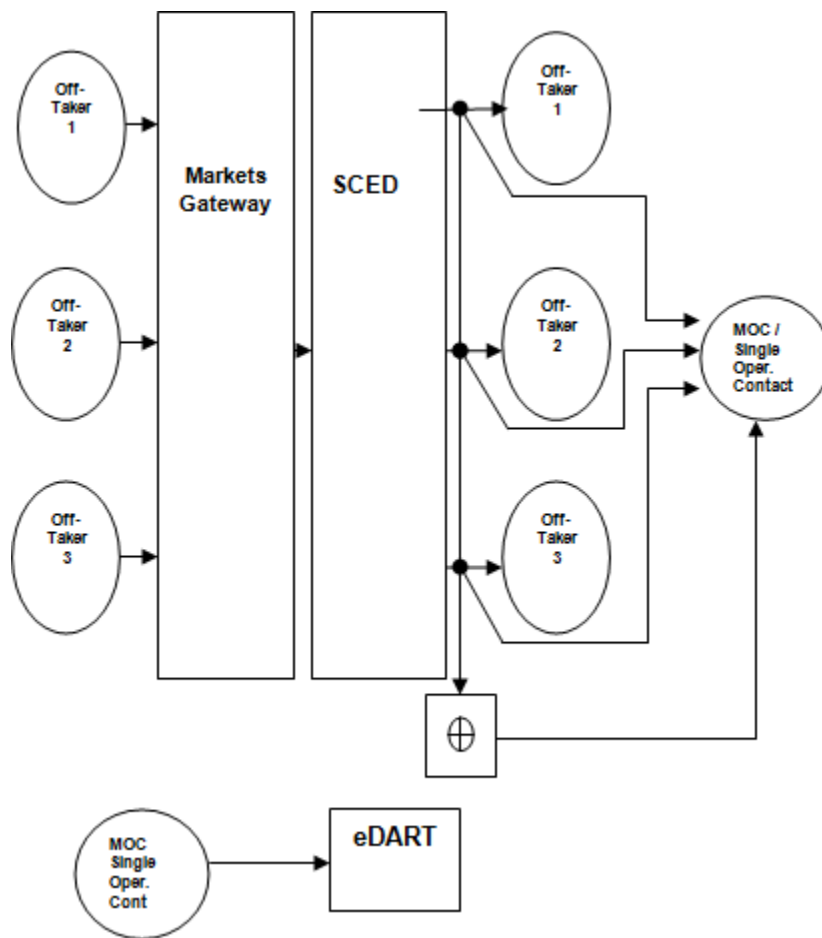 Off-
Taker
1
Off-
Taker
1
Markets
Gateway
SCED
Off-
Taker
2
Off-
Taker
2
MOC /
Single
Oper.
Contact
Off-
Taker
3
Off-
Taker
3
eDART
MOC
Single
Oper.
Cont